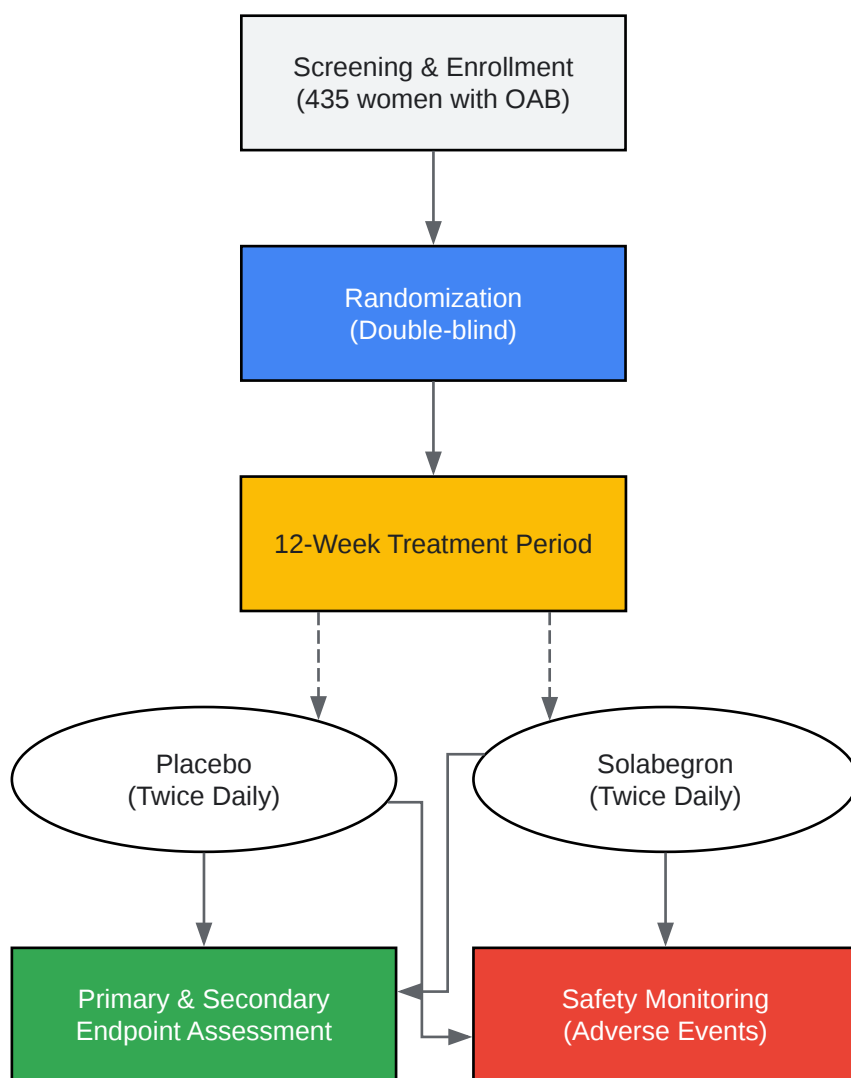 Screening & Enrollment
(435 women with OAB)
Randomization
(Double-blind)
12-Week Treatment Period
Placebo
(Twice Daily)
Solabegron
(Twice Daily)
Primary & Secondary
Endpoint Assessment
Safety Monitoring
(Adverse Events)